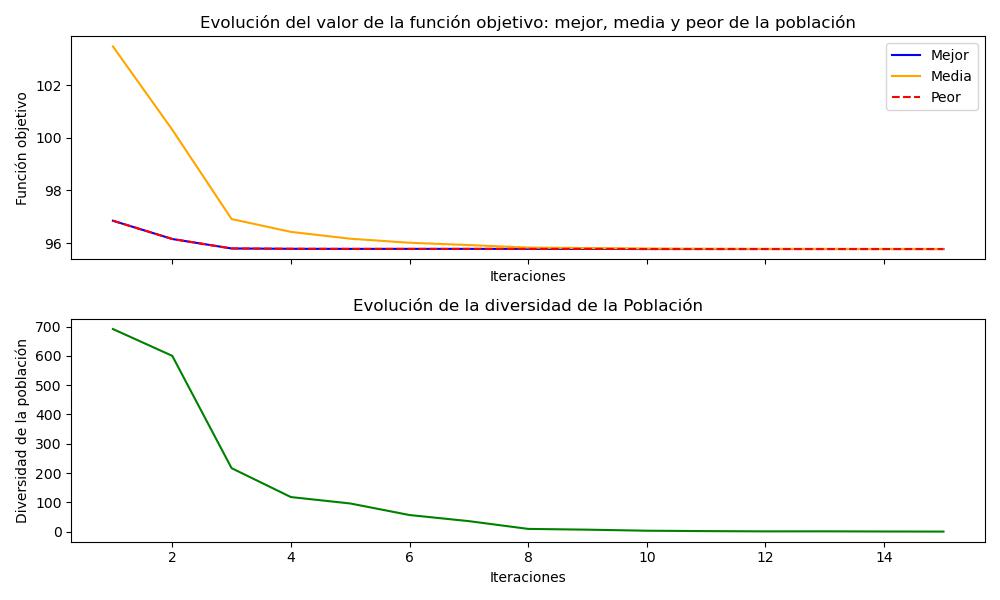 Evolución del valor de la función objetivo: mejor, media y peor de la población
Función objetivo
102
100
98
96
Mejor
Media
Peor
Iteraciones
Evolución de la diversidad de la Población
Diversidad de la población
700
600
500
400
300
200
100
0
2 4 6 8 10 12 14
Iteraciones